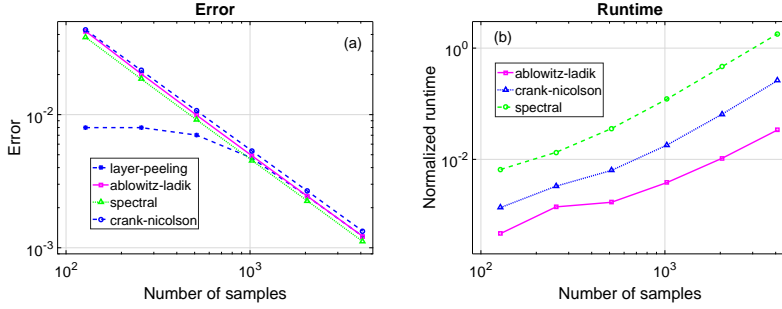 Error
(a)
Error
10^-2
10^-3
layer-peeling
ablowitz-ladik
spectral
crank-nicolson
10^2
10^3
Number of samples
Runtime
(b)
Normalized runtime
10^0
10^-2
ablowitz-ladik
crank-nicolson
spectral
10^2
10^3
10^4
Number of samples